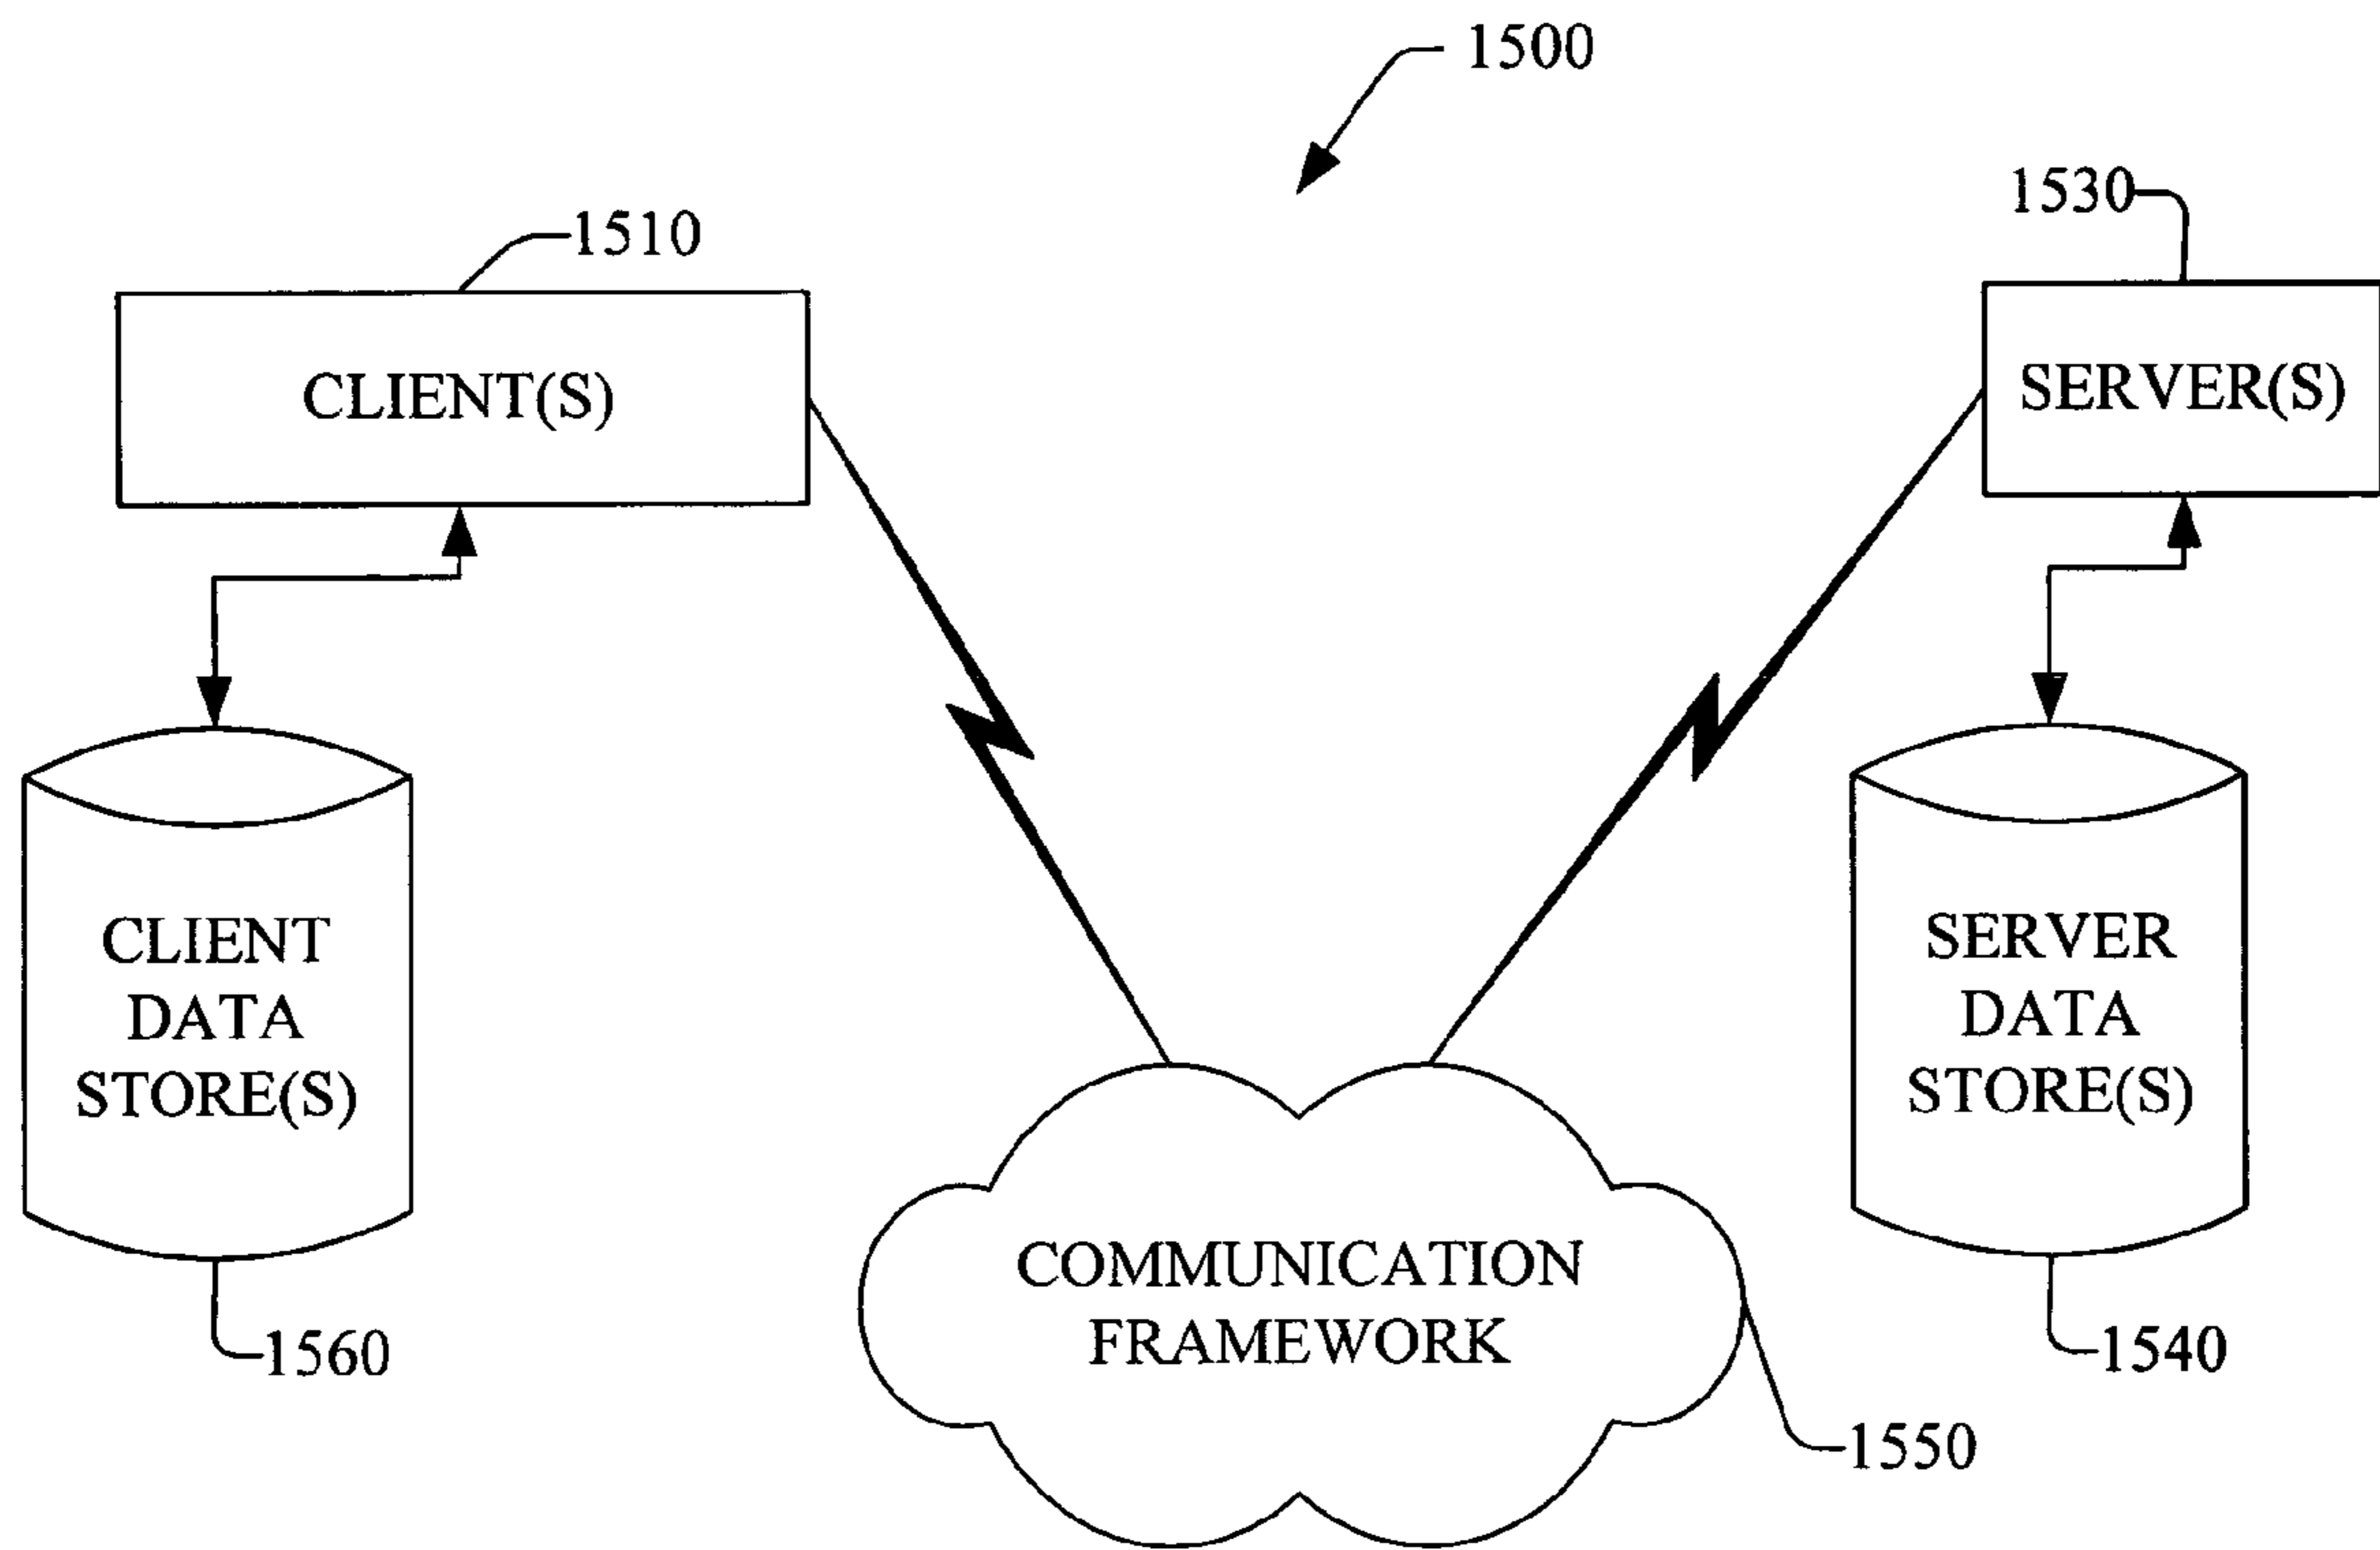 1500
1530
1510
CLIENT(S)
SERVER(S)
CLIENT
DATA
STORE(S)
SERVER
DATA
STORE(S)
COMMUNICATION
FRAMEWORK
1560
1540
1550